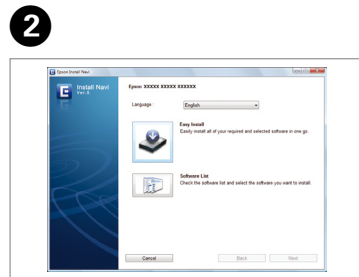 2
Epson Install Navi
Install Navi
Ver.
Epson XXXXX XXXXX XXXXXX
Language :
English
Easy Install
Easily install all of your required and selected software in one go.
Software List
Check the software list and select the software you want to install.
Cancel
Back
Next